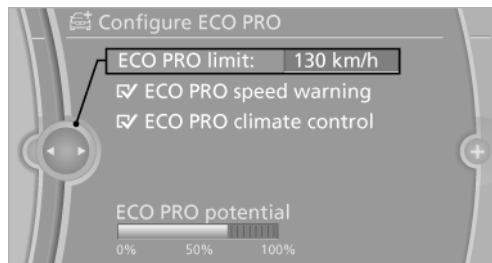 Configure ECO PRO
ECO PRO limit: 130 km/h
ECO PRO speed warning
ECO PRO climate control
ECO PRO potential
0% 50% 100%